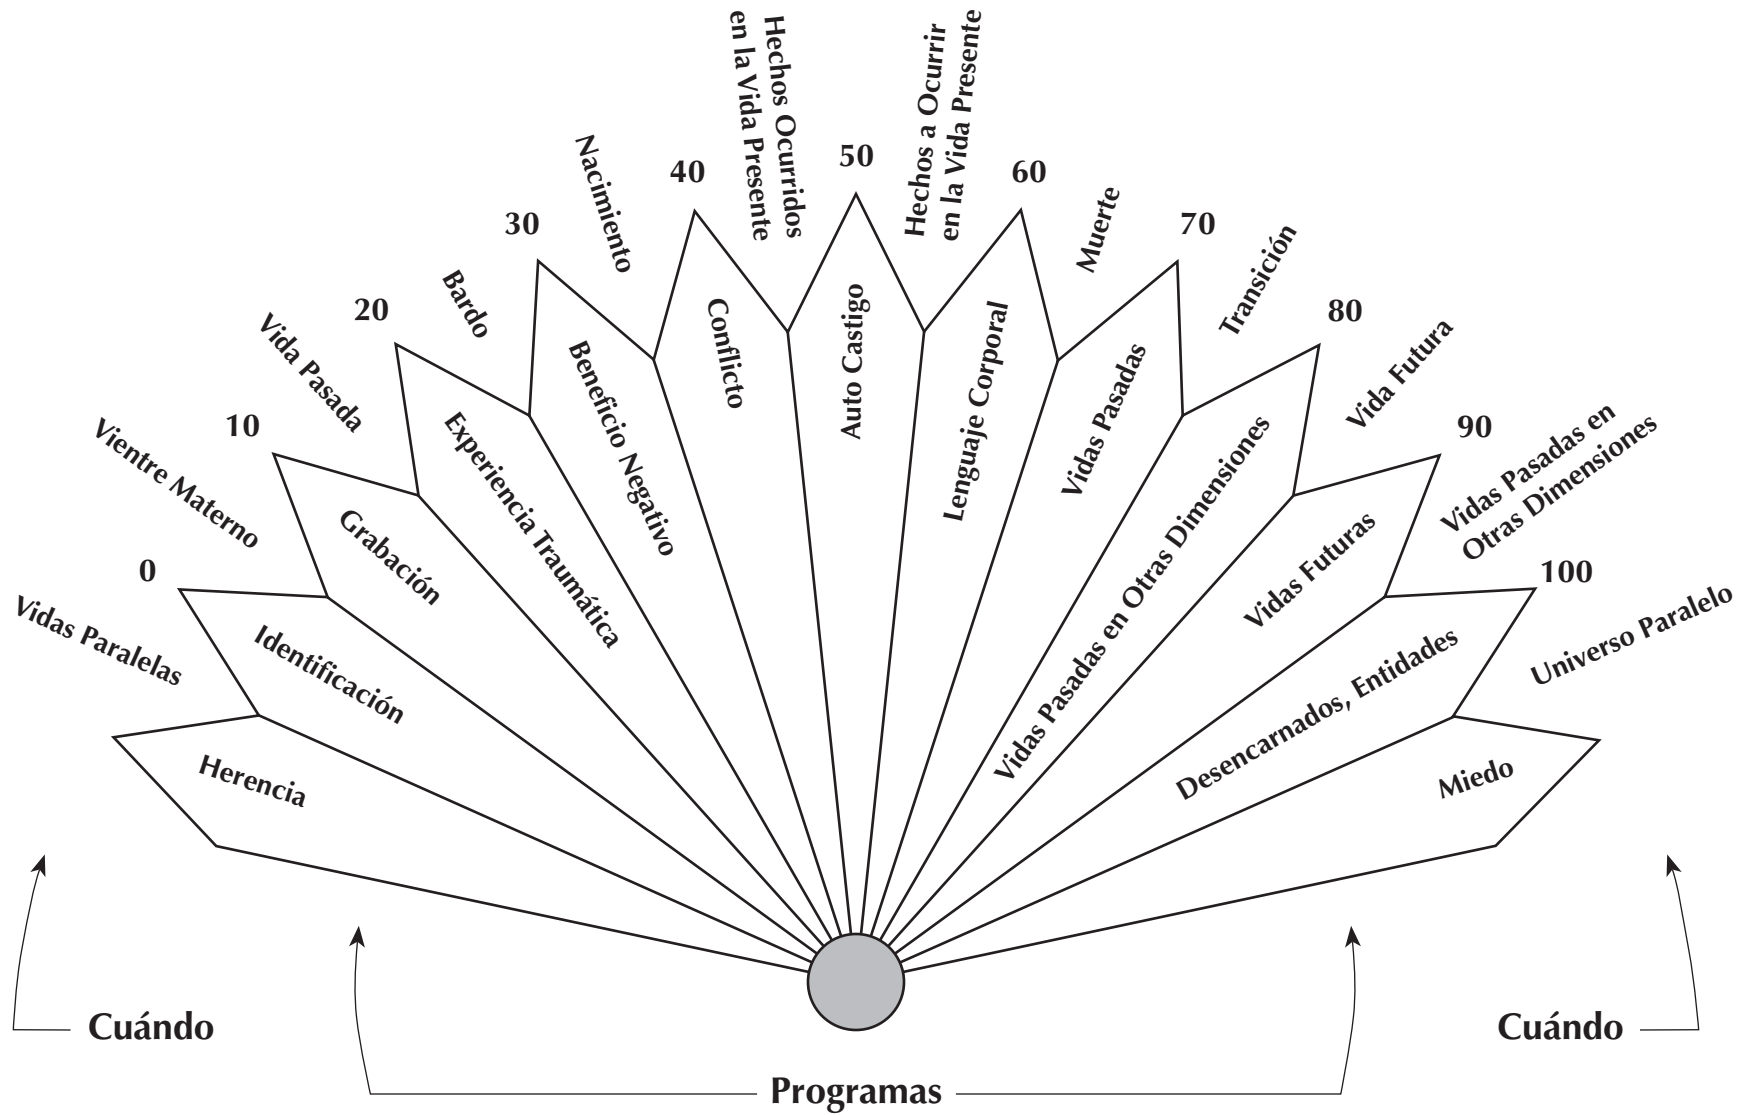 Vidas Paralelas
0
Vientre Materno
10
Vida Pasada
20
Bardo
30
Nacimiento
40
Hechos Ocurridos
en la Vida Presente
50
Hechos a Ocurrir
en la Vida Presente
60
Muerte
70
Transición
80
Vida Futura
90
Vidas Pasadas en
Otras Dimensiones
100
Universo Paralelo
Herencia
Identificación
Grabación
Experiencia Traumática
Beneficio Negativo
Conflicto
Auto Castigo
Lenguaje Corporal
Vidas Pasadas
Vidas Pasadas en Otras Dimensiones
Vidas Futuras
Desencarnados, Entidades
Miedo
Cuándo
Cuándo
Programas